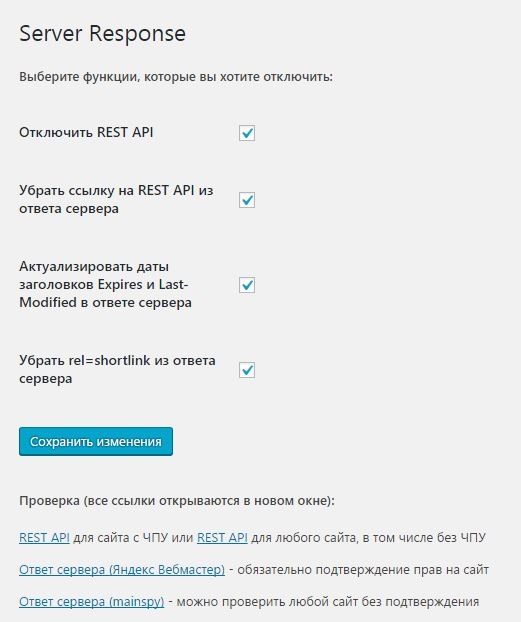 Server Response
Выберите функции, которые вы хотите отключить:
Отключить REST API
Убрать ссылку на REST API из
ответа сервера
Актуализировать даты
заголовков Expires и Last-
Modified в ответе сервера
Убрать rel=shortlink из ответа
сервера
Сохранить изменения
Проверка (все ссылки открываются в новом окне):
REST API для сайта с ЧПУ или REST API для любого сайта, в том числе без ЧПУ
Ответ сервера (Яндекс Вебмастер) - обязательно подтверждение прав на сайт
Ответ сервера (mainspy) - можно проверить любой сайт без подтверждения